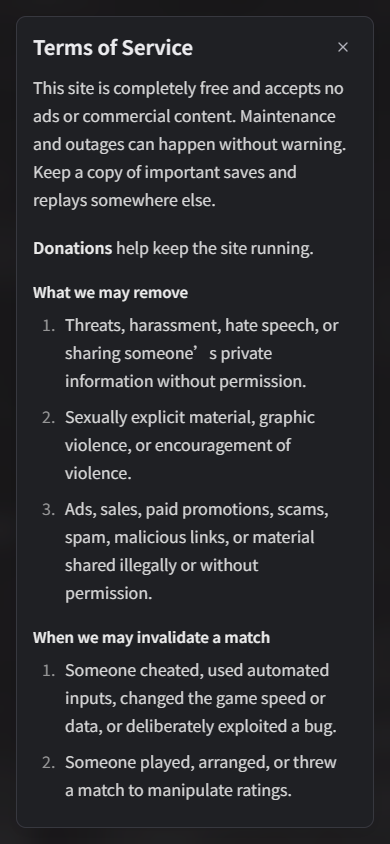 Terms of Service
This site is completely free and accepts no
ads or commercial content. Maintenance
and outages can happen without warning.
Keep a copy of important saves and
replays somewhere else.
Donations help keep the site running.
What we may remove
1. Threats, harassment, hate speech, or
sharing someone’s private
information without permission.
2. Sexually explicit material, graphic
violence, or encouragement of
violence.
3. Ads, sales, paid promotions, scams,
spam, malicious links, or material
shared illegally or without
permission.
When we may invalidate a match
1. Someone cheated, used automated
inputs, changed the game speed or
data, or deliberately exploited a bug.
2. Someone played, arranged, or threw
a match to manipulate ratings.